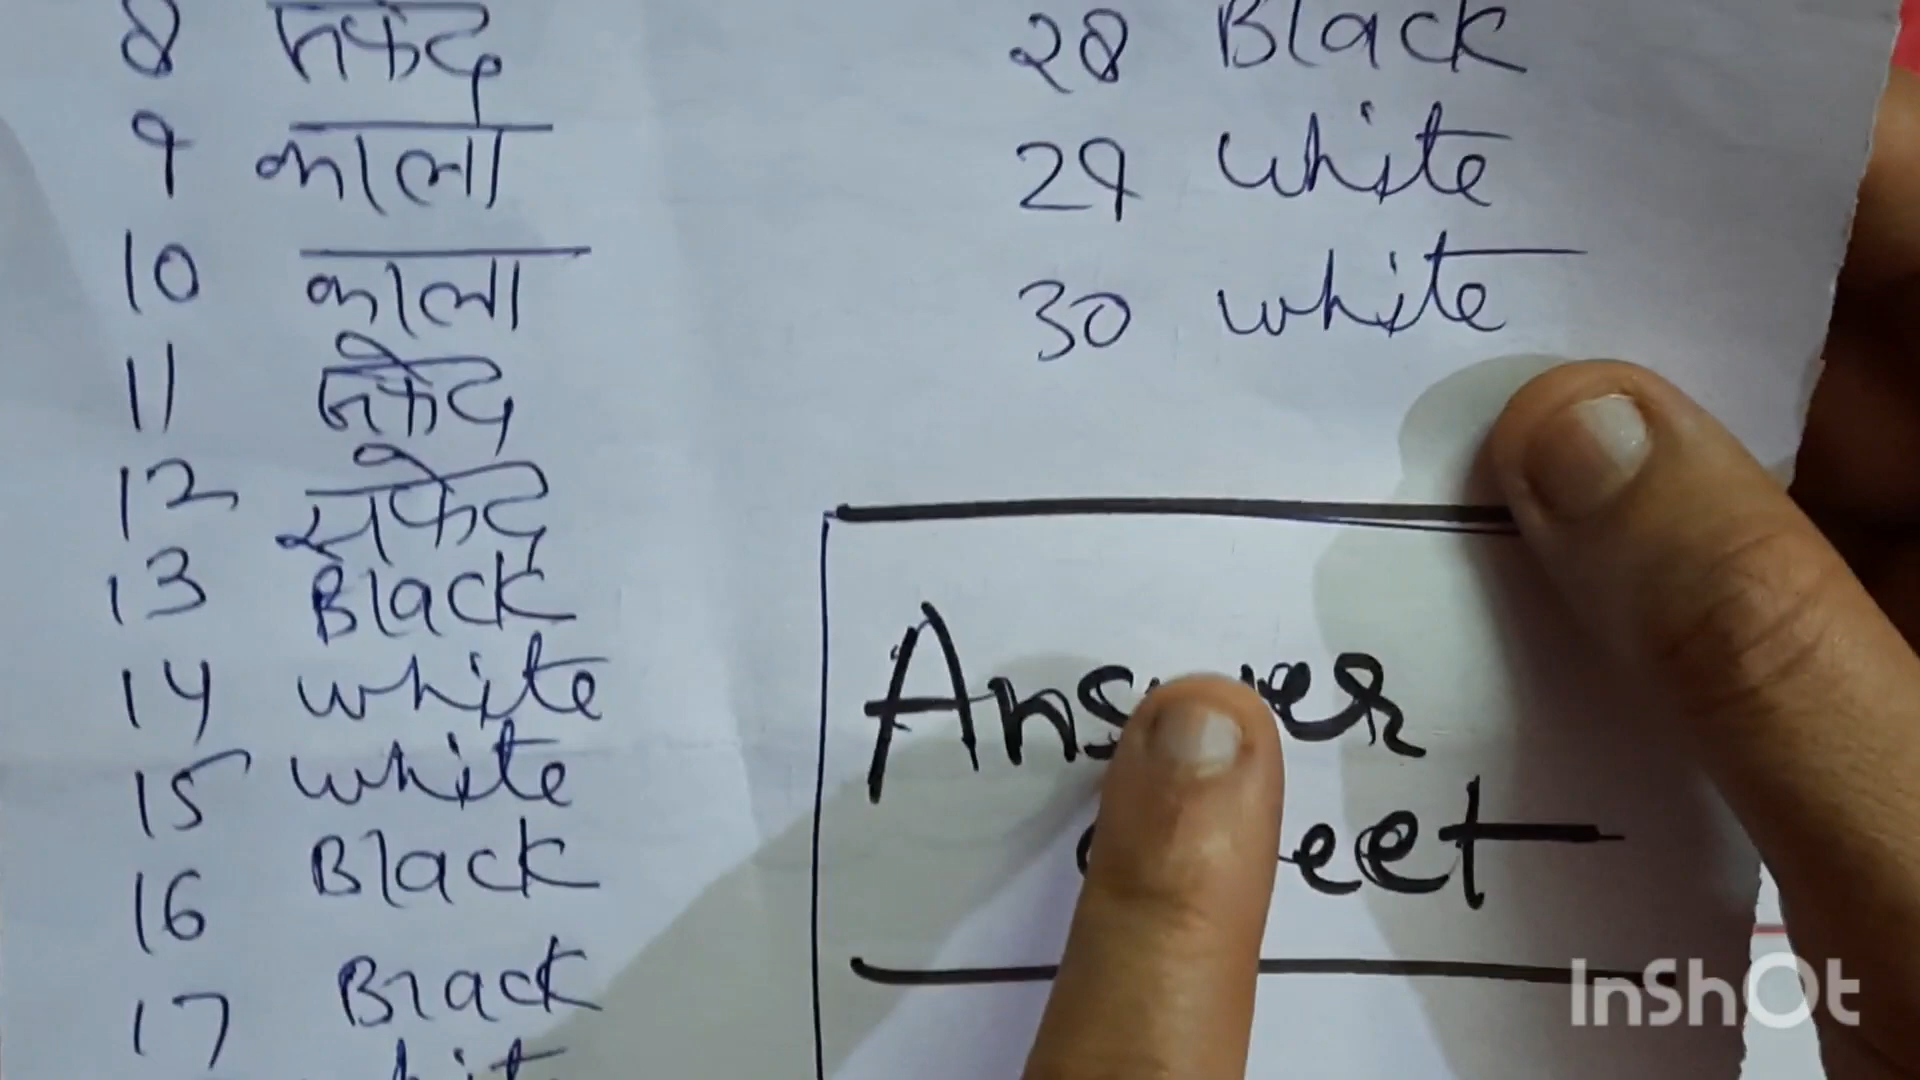 8 सफेद
9 काला
10 काला
11 सफेद
12 सफेद
13 Black
14 white
15 white
16 Black
17 Black
28 Black
29 white
30 white
Answer
InShOt